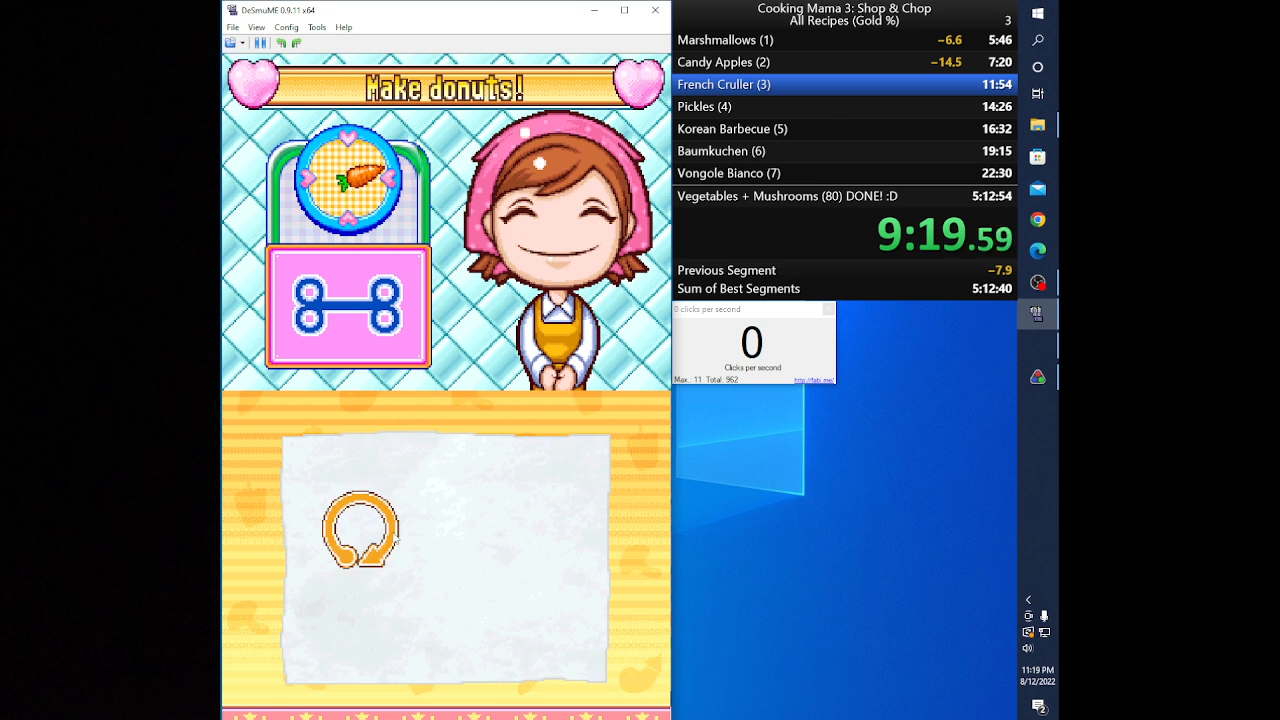 DeSmuME 0.9.11 x64
File View Config Tools Help
Make donuts!
Cooking Mama 3: Shop & Chop
All Recipes (Gold %) 3
Marshmallows (1) −6.6 5:46
Candy Apples (2) −14.5 7:20
French Cruller (3) 11:54
Pickles (4) 14:26
Korean Barbecue (5) 16:32
Baumkuchen (6) 19:15
Vongole Bianco (7) 22:30
Vegetables + Mushrooms (80) DONE! :D 5:12:54
9:19.59
Previous Segment −7.9
Sum of Best Segments 5:12:40
0 clicks per second
0
Clicks per second
Max.: 11 Total: 962
http://fabi.me/
11:19 PM
8/12/2022
2